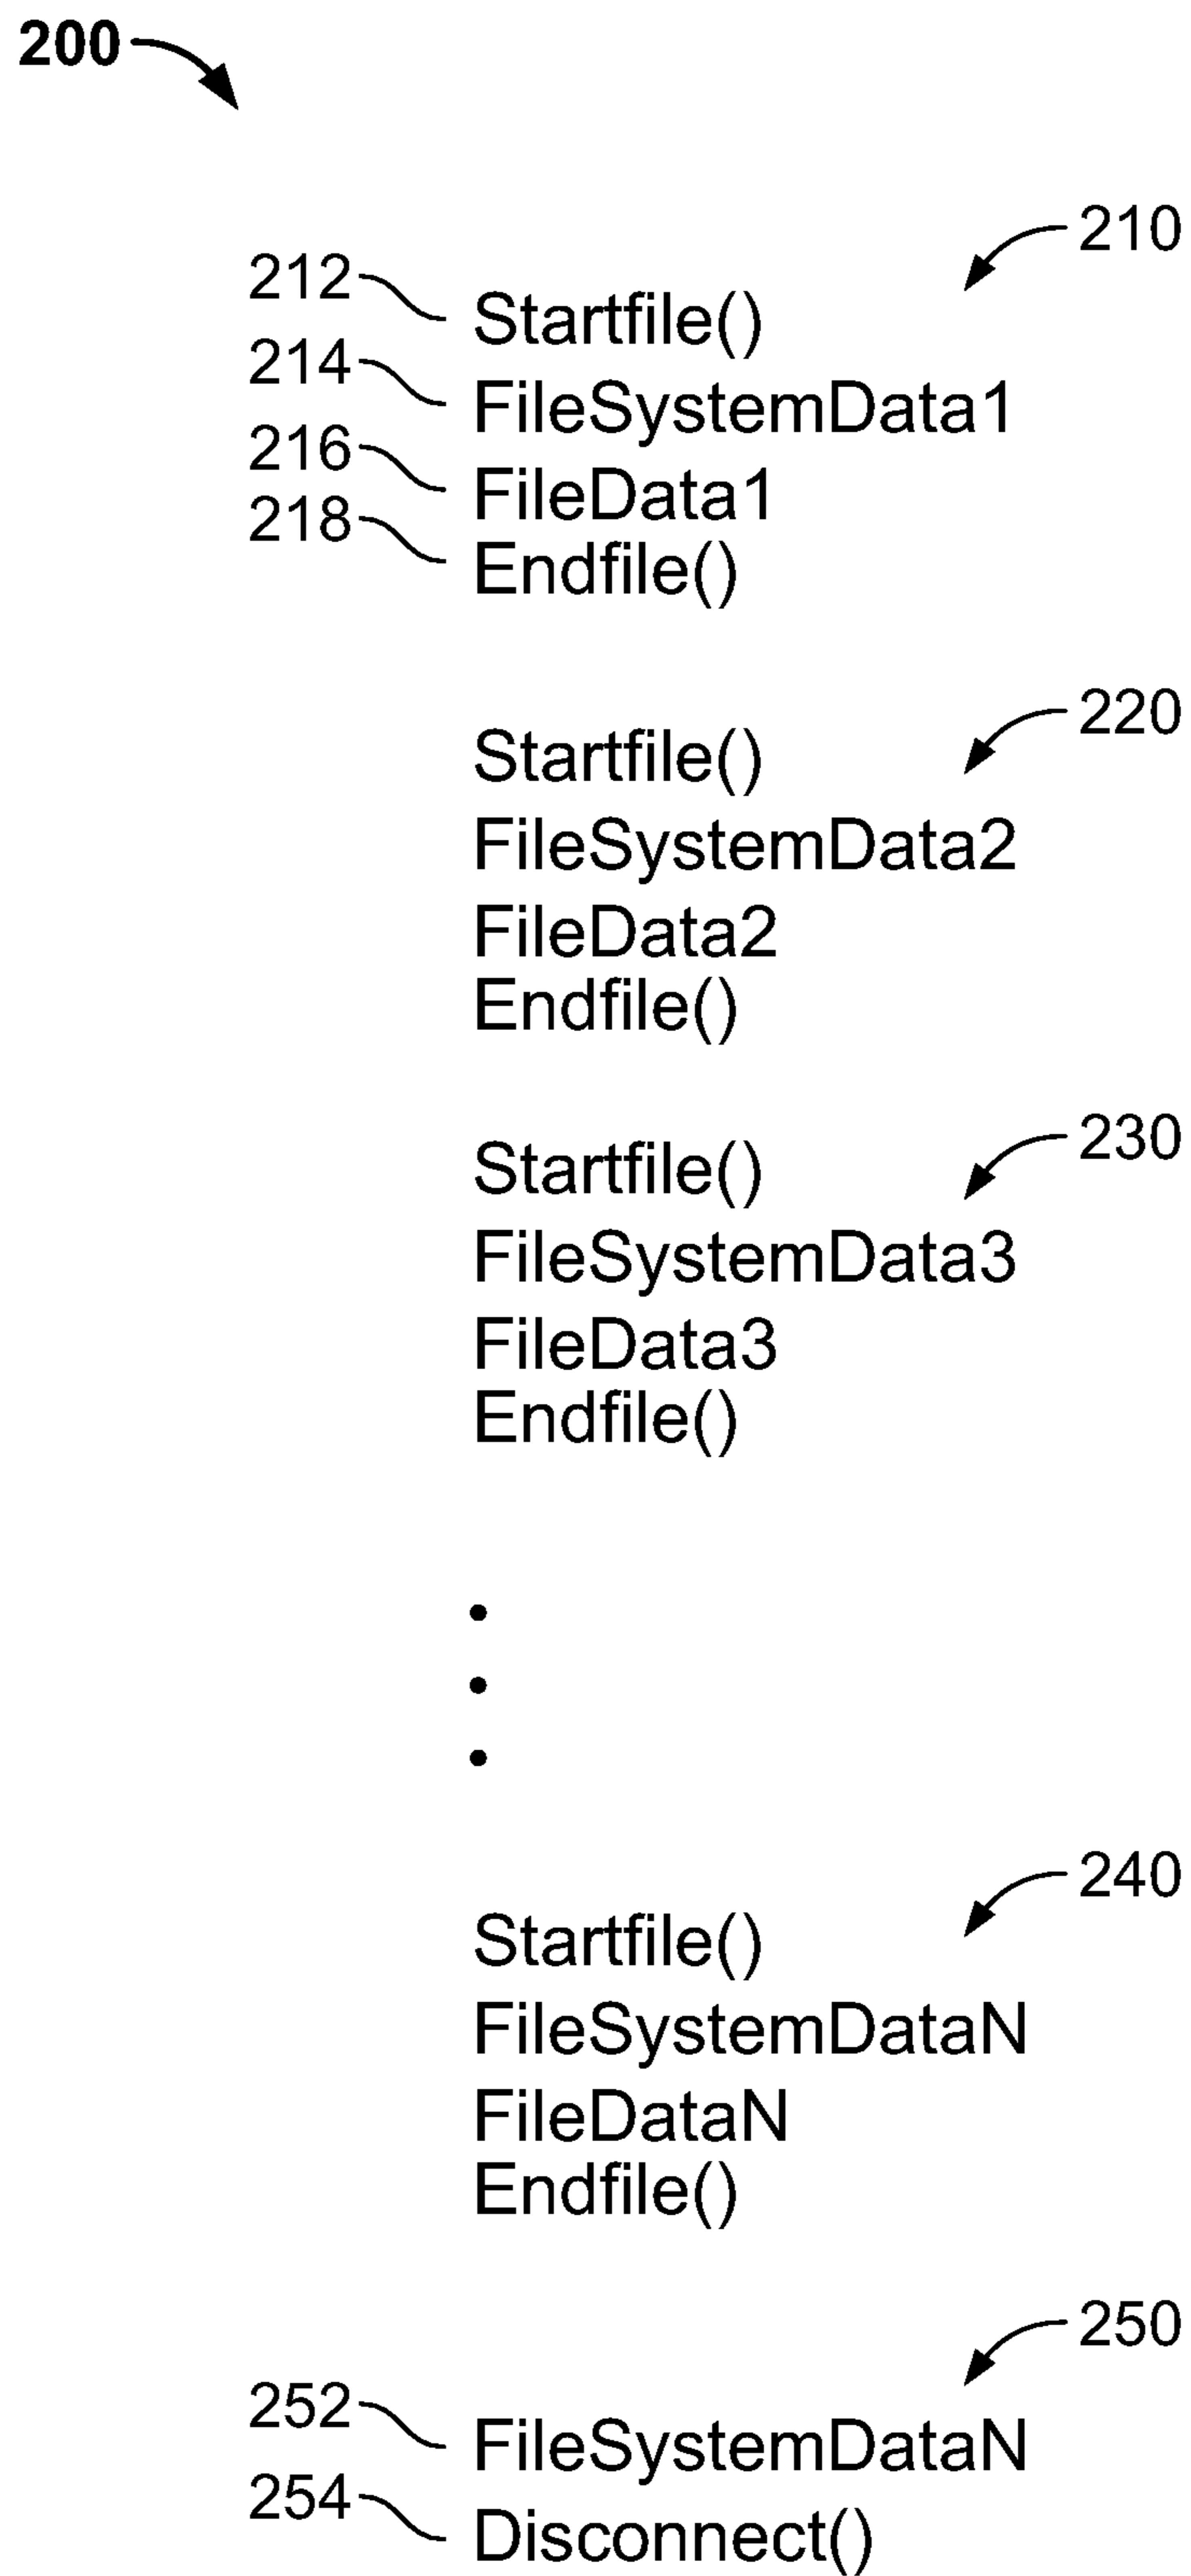 200
210
212 Startfile()
214 FileSystemData1
216 FileData1
218 Endfile()
220
Startfile()
FileSystemData2
FileData2
Endfile()
230
Startfile()
FileSystemData3
FileData3
Endfile()
240
Startfile()
FileSystemDataN
FileDataN
Endfile()
250
252 FileSystemDataN
254 Disconnect()